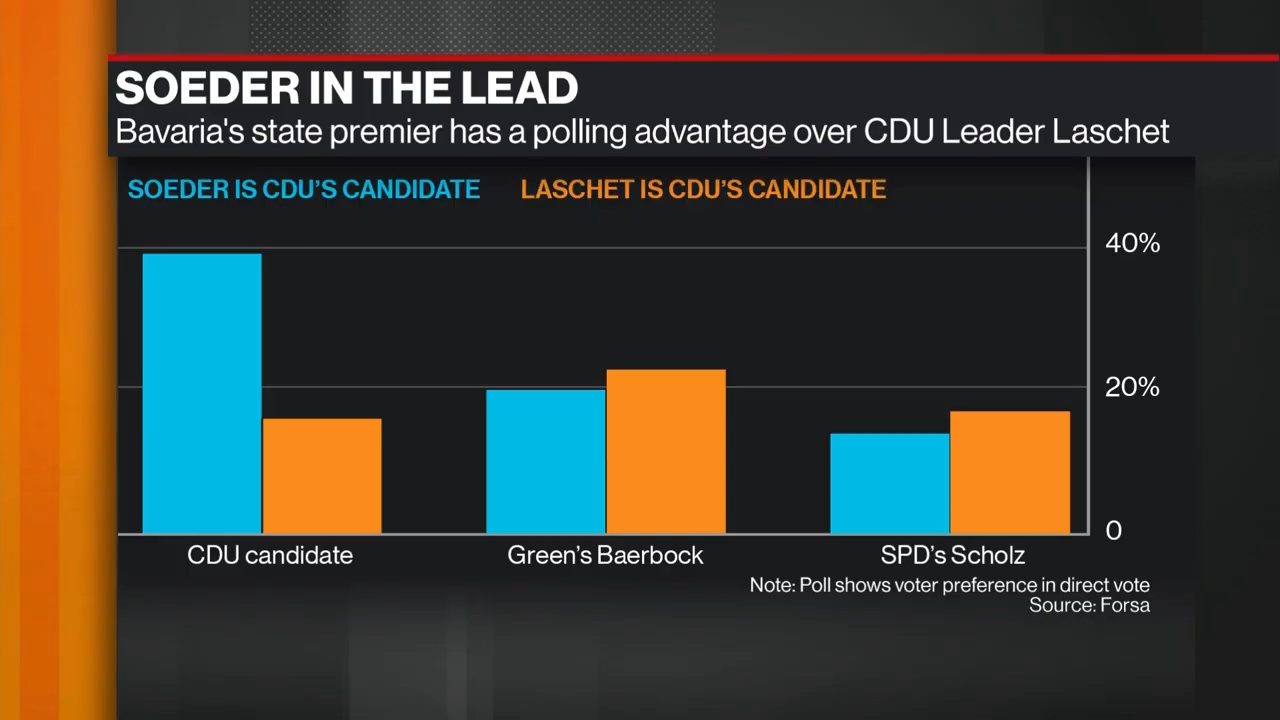 SOEDER IN THE LEAD
Bavaria's state premier has a polling advantage over CDU Leader Laschet
SOEDER IS CDU’S CANDIDATE
LASCHET IS CDU’S CANDIDATE
40%
20%
0
CDU candidate
Green’s Baerbock
SPD’s Scholz
Note: Poll shows voter preference in direct vote
Source: Forsa